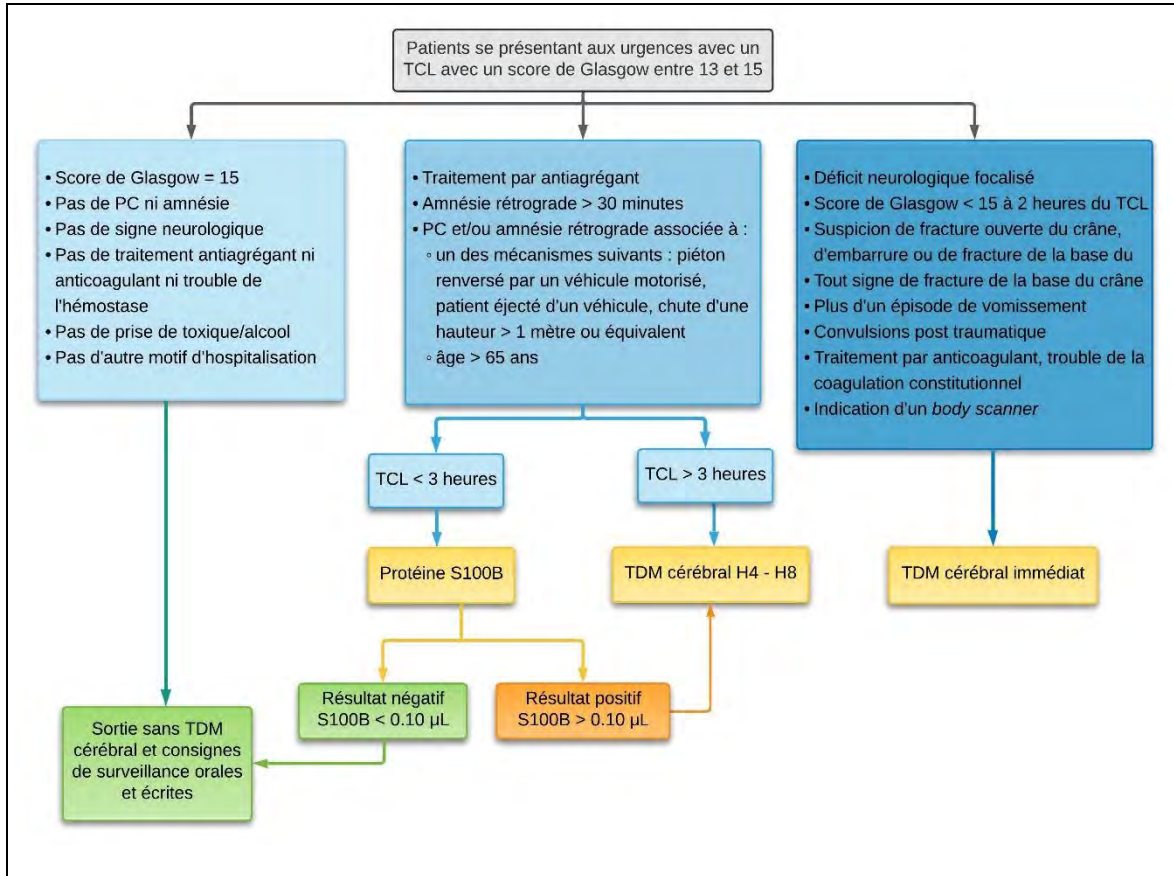 Patients se présentant aux urgences avec un
TCL avec un score de Glasgow entre 13 et 15
• Score de Glasgow = 15
• Pas de PC ni amnésie
• Pas de signe neurologique
• Pas de traitement antiagrégant ni
anticoagulant ni trouble de
l'hémostase
• Pas de prise de toxique/alcool
• Pas d'autre motif d'hospitalisation
• Traitement par antiagrégant
• Amnésie rétrograde > 30 minutes
• PC et/ou amnésie rétrograde associée à :
◦ un des mécanismes suivants : piéton
renversé par un véhicule motorisé,
patient éjecté d'un véhicule, chute d'une
hauteur > 1 mètre ou équivalent
◦ âge > 65 ans
• Déficit neurologique focalisé
• Score de Glasgow < 15 à 2 heures du TCL
• Suspicion de fracture ouverte du crâne,
d'embarrure ou de fracture de la base du
• Tout signe de fracture de la base du crâne
• Plus d'un épisode de vomissement
• Convulsions post traumatique
• Traitement par anticoagulant, trouble de la
coagulation constitutionnel
• Indication d'un body scanner
TCL < 3 heures
TCL > 3 heures
Protéine S100B
TDM cérébral H4 - H8
TDM cérébral immédiat
Résultat négatif
S100B < 0.10 µL
Résultat positif
S100B > 0.10 µL
Sortie sans TDM
cérébral et consignes
de surveillance orales
et écrites